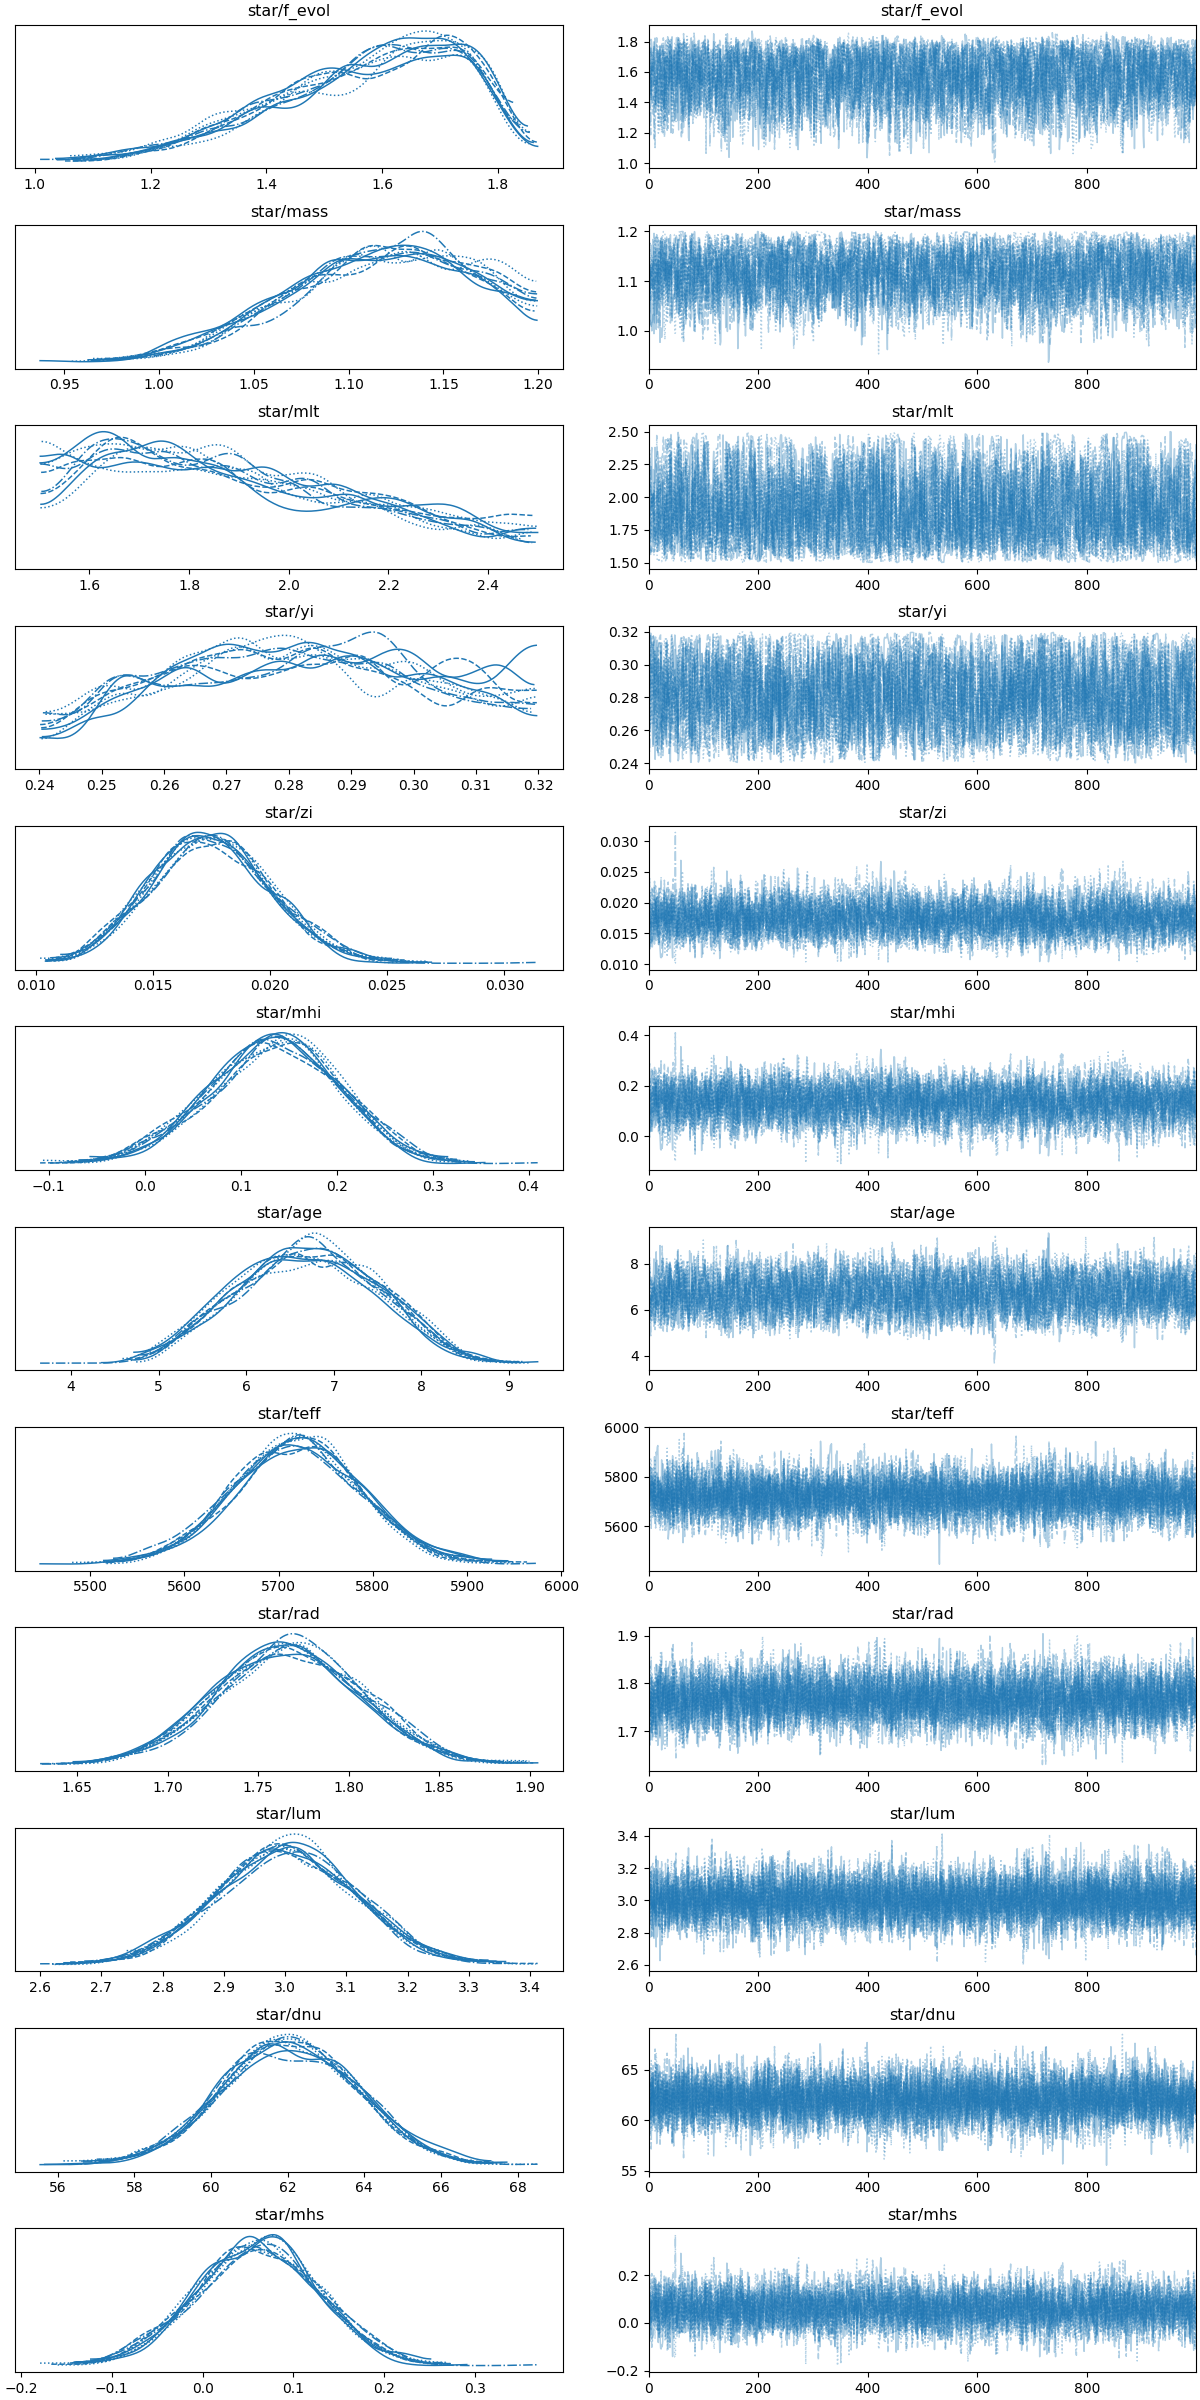 star/f_evol star/f_evol
1.8
1.6
1.4
1.2
1.0
1.0 1.2 1.4 1.6 1.8 0 200 400 600 800
star/mass star/mass
1.2
1.1
1.0
0.95 1.00 1.05 1.10 1.15 1.20 0 200 400 600 800
star/mlt star/mlt
2.50
2.25
2.00
1.75
1.50
1.6 1.8 2.0 2.2 2.4 0 200 400 600 800
star/yi star/yi
0.32
0.30
0.28
0.26
0.24
0.24 0.25 0.26 0.27 0.28 0.29 0.30 0.31 0.32 0 200 400 600 800
star/zi star/zi
0.030
0.025
0.020
0.015
0.010
0.010 0.015 0.020 0.025 0.030 0 200 400 600 800
star/mhi star/mhi
0.4
0.2
0.0
−0.1 0.0 0.1 0.2 0.3 0.4 0 200 400 600 800
star/age star/age
8
6
4
4 5 6 7 8 9 0 200 400 600 800
star/teff star/teff
6000
5800
5600
5500 5600 5700 5800 5900 6000 0 200 400 600 800
star/rad star/rad
1.9
1.8
1.7
1.65 1.70 1.75 1.80 1.85 1.90 0 200 400 600 800
star/lum star/lum
3.4
3.2
3.0
2.8
2.6
2.6 2.7 2.8 2.9 3.0 3.1 3.2 3.3 3.4 0 200 400 600 800
star/dnu star/dnu
65
60
55
56 58 60 62 64 66 68 0 200 400 600 800
star/mhs star/mhs
0.2
0.0
−0.2
−0.2 −0.1 0.0 0.1 0.2 0.3 0 200 400 600 800